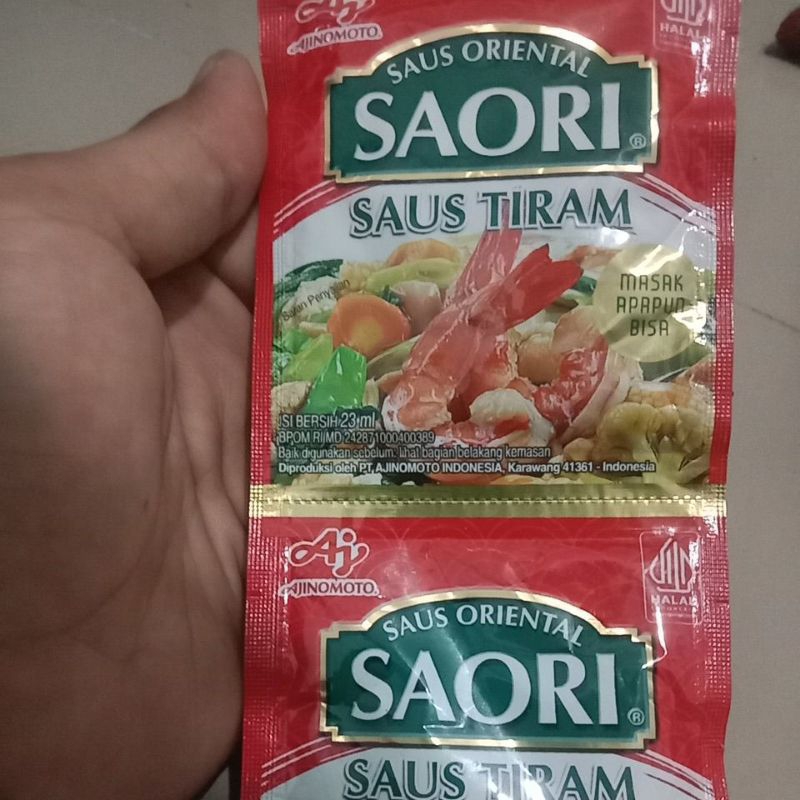 AJINOMOTO
HALAL
SAUS ORIENTAL
SAORI®
SAUS TIRAM
MASAK
APAPUN
BISA
Saran Penyajian
ISI BERSIH 23 ml
BPOM RI MD 242871000400389
Baik digunakan sebelum: lihat bagian belakang kemasan
Diproduksi oleh PT AJINOMOTO INDONESIA, Karawang 41361 - Indonesia
AJINOMOTO
HALAL
SAUS ORIENTAL
SAORI®
SAUS TIRAM